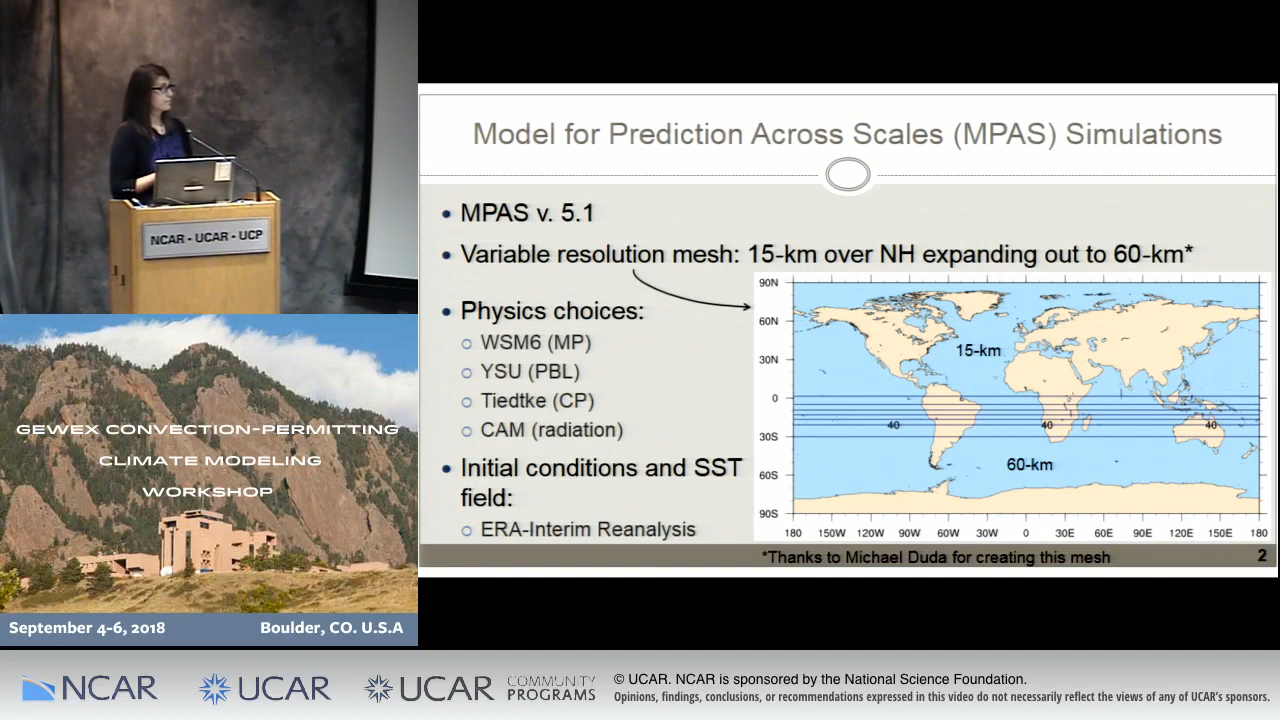 NCAR • UCAR • UCP
GEWEX CONVECTION-PERMITTING
CLIMATE MODELING
WORKSHOP
September 4-6, 2018
Boulder, CO. U.S.A
Model for Prediction Across Scales (MPAS) Simulations
• MPAS v. 5.1
• Variable resolution mesh: 15-km over NH expanding out to 60-km*
• Physics choices:
WSM6 (MP)
YSU (PBL)
Tiedtke (CP)
CAM (radiation)
• Initial conditions and SST
field:
ERA-Interim Reanalysis
90N
60N
30N
0
30S
60S
90S
15-km
40 40 40
60-km
180 150W 120W 90W 60W 30W 0 30E 60E 90E 120E 150E 180
*Thanks to Michael Duda for creating this mesh
2
NCAR
UCAR
UCAR
COMMUNITY
PROGRAMS
© UCAR. NCAR is sponsored by the National Science Foundation.
Opinions, findings, conclusions, or recommendations expressed in this video do not necessarily reflect the views of any of UCAR's sponsors.